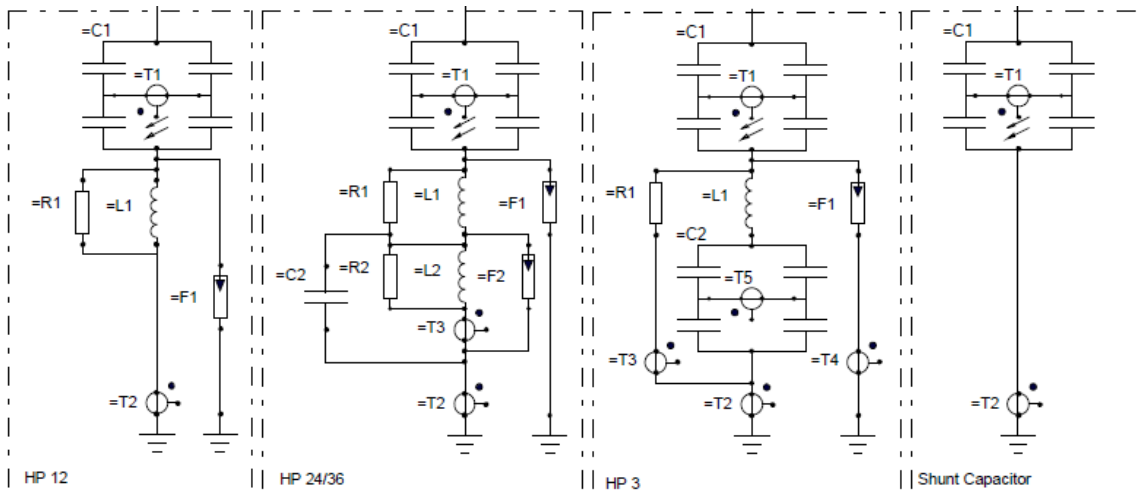 =C1
=T1
=R1
=L1
=F1
=T2
HP 12
=C1
=T1
=R1
=L1
=F1
=C2
=R2
=L2
=F2
=T3
=T2
HP 24/36
=C1
=T1
=R1
=L1
=F1
=C2
=T5
=T3
=T4
=T2
HP 3
=C1
=T1
=T2
Shunt Capacitor